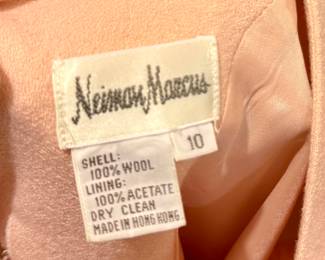 Neiman Marcus
10
SHELL:
100% WOOL
LINING:
100% ACETATE
DRY CLEAN
MADE IN HONG KONG.